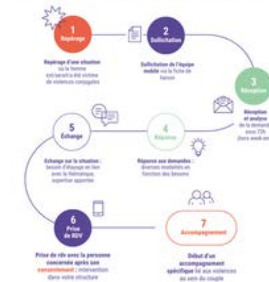 1
Repérage
2
Sollicitation
Repérage d'une situation
où la femme
est/serait/a été victime
de violences conjugales
Sollicitation de l'équipe
mobile via la fiche de
liaison
3
Réception
Réception
et analyse
de la demande
sous 72h
(hors week-end)
5
Échange
4
Réponse
Échange sur la situation :
besoin d'étayage en lien
avec la thématique,
expertise apportée
Réponse aux demandes :
diverses modalités en
fonction des besoins
6
Prise
de RDV
7
Accompagnement
Prise de rdv avec la personne
concernée après son
consentement : intervention
dans votre structure
Début d'un
accompagnement
spécifique lié aux violences
au sein du couple